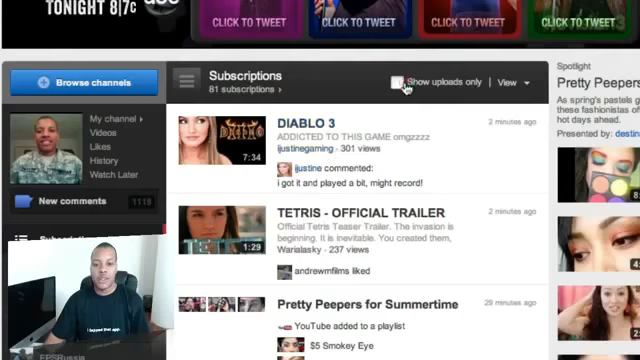 TONIGHT 8|7c
abc
CLICK TO TWEET
CLICK TO TWEET
CLICK TO TWEET
CLICK TO TWEET
Browse channels
My channel
Videos
Likes
History
Watch Later
New comments
1118
Subscriptions
81 subscriptions
Show uploads only
View
DIABLO 3
2 minutes ago
ADDICTED TO THIS GAME omgzzzz
ijustinegaming - 301 views
7:34
ijustine commented:
i got it and played a bit, might record!
TETRIS - OFFICIAL TRAILER
2 minutes ago
Official Tetris Teaser Trailer. The invasion is
beginning. It is inevitable. You created them,
Warialasky - 237 views
1:29
andrewmfilms liked
Pretty Peepers for Summertime
29 minutes ago
YouTube added to a playlist
$5 Smokey Eye
FPSRussia
Spotlight
Pretty Peepers
As spring's pastels g
these fashionistas off
hot days ahead.
Presented by: destin